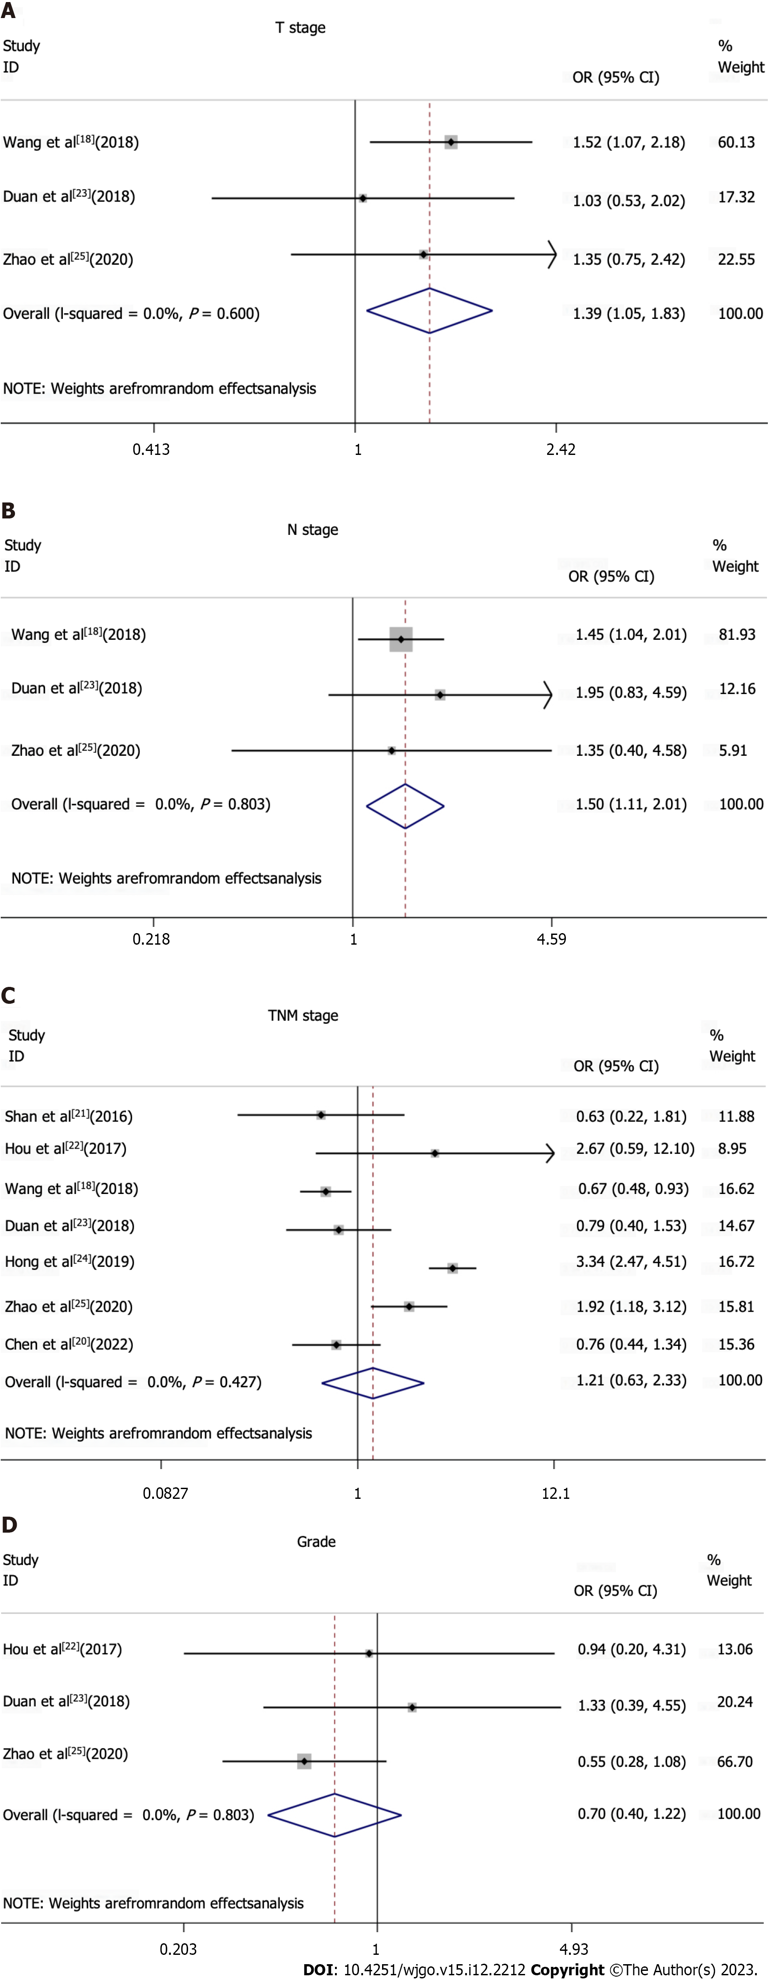 A
T stage
Study
ID
%
Weight
OR (95% CI)
Wang et al[18](2018) 1.52 (1.07, 2.18) 60.13
Duan et al[23](2018) 1.03 (0.53, 2.02) 17.32
Zhao et al[25](2020) 1.35 (0.75, 2.42) 22.55
Overall (l-squared = 0.0%, P = 0.600) 1.39 (1.05, 1.83) 100.00
NOTE: Weights arefromrandom effectsanalysis
0.413 1 2.42
B
N stage
Study
ID
%
Weight
OR (95% CI)
Wang et al[18](2018) 1.45 (1.04, 2.01) 81.93
Duan et al[23](2018) 1.95 (0.83, 4.59) 12.16
Zhao et al[25](2020) 1.35 (0.40, 4.58) 5.91
Overall (l-squared = 0.0%, P = 0.803) 1.50 (1.11, 2.01) 100.00
NOTE: Weights arefromrandom effectsanalysis
0.218 1 4.59
C
TNM stage
Study
ID
%
Weight
OR (95% CI)
Shan et al[21](2016) 0.63 (0.22, 1.81) 11.88
Hou et al[22](2017) 2.67 (0.59, 12.10) 8.95
Wang et al[18](2018) 0.67 (0.48, 0.93) 16.62
Duan et al[23](2018) 0.79 (0.40, 1.53) 14.67
Hong et al[24](2019) 3.34 (2.47, 4.51) 16.72
Zhao et al[25](2020) 1.92 (1.18, 3.12) 15.81
Chen et al[20](2022) 0.76 (0.44, 1.34) 15.36
Overall (l-squared = 0.0%, P = 0.427) 1.21 (0.63, 2.33) 100.00
NOTE: Weights arefromrandom effectsanalysis
0.0827 1 12.1
D
Grade
Study
ID
%
Weight
OR (95% CI)
Hou et al[22](2017) 0.94 (0.20, 4.31) 13.06
Duan et al[23](2018) 1.33 (0.39, 4.55) 20.24
Zhao et al[25](2020) 0.55 (0.28, 1.08) 66.70
Overall (l-squared = 0.0%, P = 0.803) 0.70 (0.40, 1.22) 100.00
NOTE: Weights arefromrandom effectsanalysis
0.203 1 4.93
DOI: 10.4251/wjgo.v15.i12.2212 Copyright ©The Author(s) 2023.